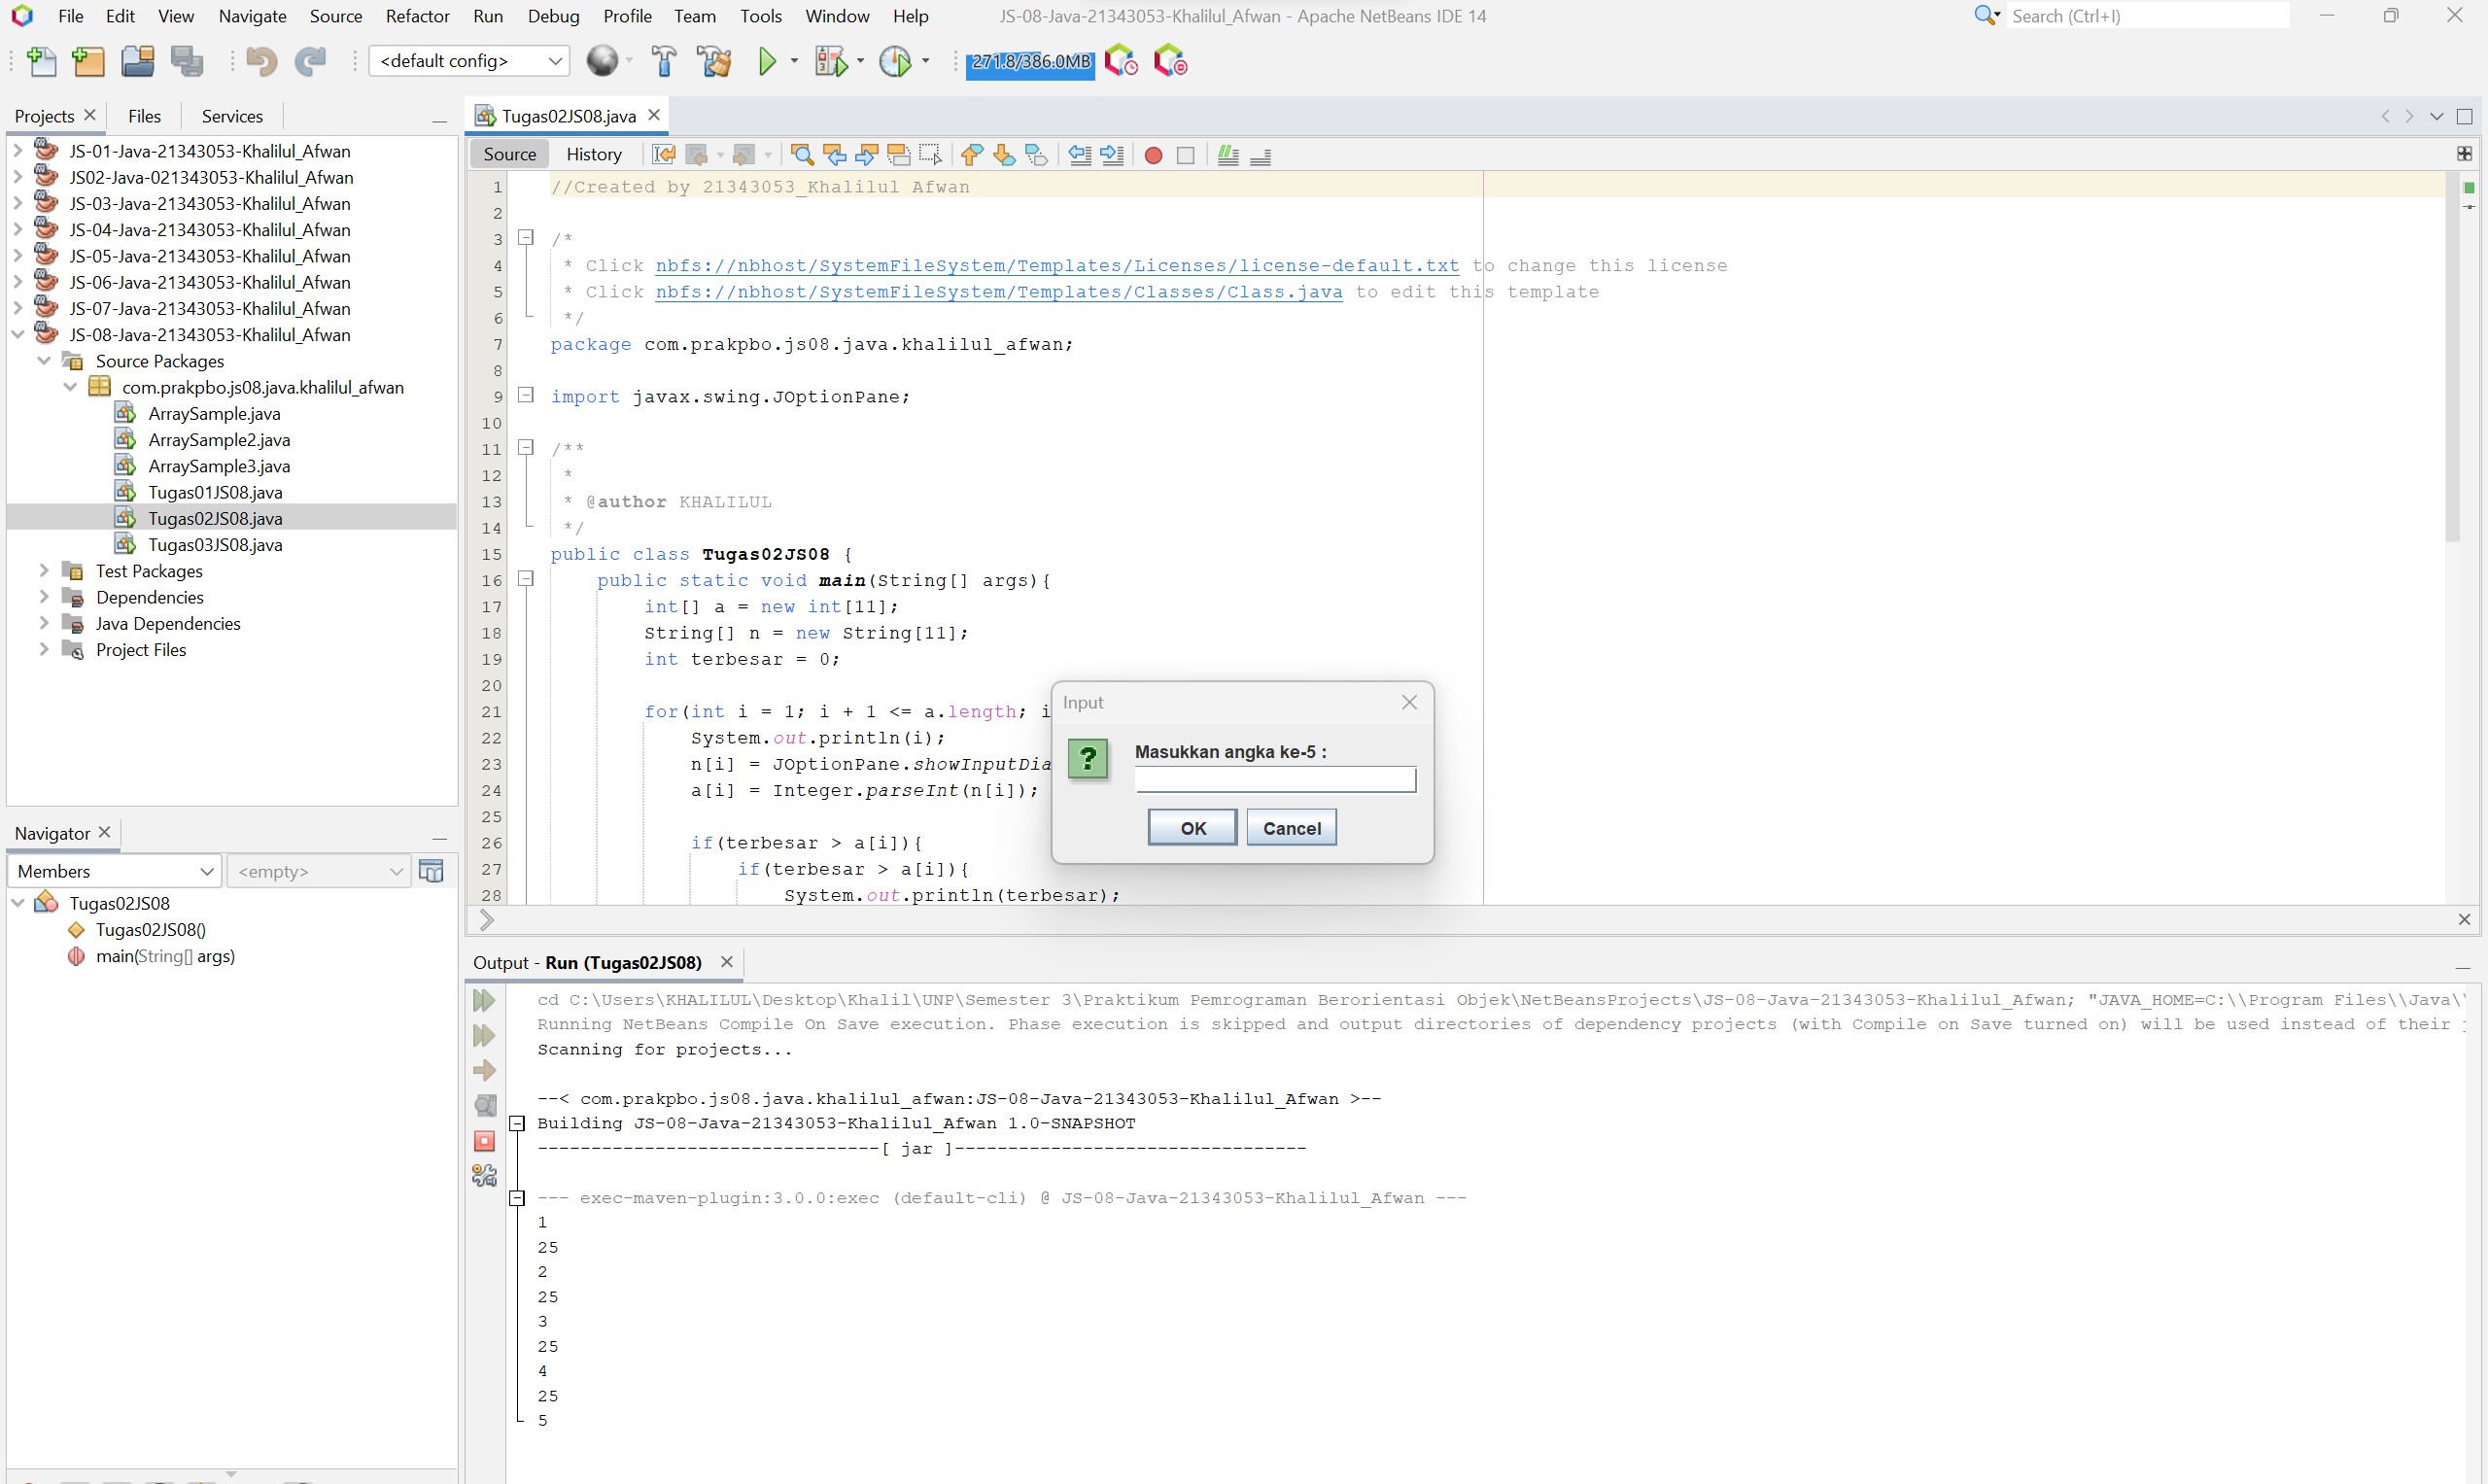 File Edit View Navigate Source Refactor Run Debug Profile Team Tools Window Help
JS-08-Java-21343053-Khalilul_Afwan - Apache NetBeans IDE 14
Search (Ctrl+I)
<default config>
271.8/386.0MB
Projects Files Services
JS-01-Java-21343053-Khalilul_Afwan
JS02-Java-021343053-Khalilul_Afwan
JS-03-Java-21343053-Khalilul_Afwan
JS-04-Java-21343053-Khalilul_Afwan
JS-05-Java-21343053-Khalilul_Afwan
JS-06-Java-21343053-Khalilul_Afwan
JS-07-Java-21343053-Khalilul_Afwan
JS-08-Java-21343053-Khalilul_Afwan
Source Packages
com.prakpbo.js08.java.khalilul_afwan
ArraySample.java
ArraySample2.java
ArraySample3.java
Tugas01JS08.java
Tugas02JS08.java
Tugas03JS08.java
Test Packages
Dependencies
Java Dependencies
Project Files
Navigator
Members <empty>
Tugas02JS08
Tugas02JS08()
main(String[] args)
Tugas02JS08.java
Source History
1 //Created by 21343053_Khalilul Afwan
2
3 /*
4 * Click nbfs://nbhost/SystemFileSystem/Templates/Licenses/license-default.txt to change this license
5 * Click nbfs://nbhost/SystemFileSystem/Templates/Classes/Class.java to edit this template
6 */
7 package com.prakpbo.js08.java.khalilul_afwan;
8
9 import javax.swing.JOptionPane;
10
11 /**
12 *
13 * @author KHALILUL
14 */
15 public class Tugas02JS08 {
16 public static void main(String[] args){
17 int[] a = new int[11];
18 String[] n = new String[11];
19 int terbesar = 0;
20
21 for(int i = 1; i + 1 <= a.length; i
22 System.out.println(i);
23 n[i] = JOptionPane.showInputDia
24 a[i] = Integer.parseInt(n[i]);
25
26 if(terbesar > a[i]){
27 if(terbesar > a[i]){
28 System.out.println(terbesar);
Input
Masukkan angka ke-5 :
OK Cancel
Output - Run (Tugas02JS08)
cd C:\Users\KHALILUL\Desktop\Khalil\UNP\Semester 3\Praktikum Pemrograman Berorientasi Objek\NetBeansProjects\JS-08-Java-21343053-Khalilul_Afwan; "JAVA_HOME=C:\\Program Files\\Java\\
Running NetBeans Compile On Save execution. Phase execution is skipped and output directories of dependency projects (with Compile on Save turned on) will be used instead of their
Scanning for projects...
--< com.prakpbo.js08.java.khalilul_afwan:JS-08-Java-21343053-Khalilul_Afwan >--
Building JS-08-Java-21343053-Khalilul_Afwan 1.0-SNAPSHOT
--------------------------------[ jar ]---------------------------------
--- exec-maven-plugin:3.0.0:exec (default-cli) @ JS-08-Java-21343053-Khalilul_Afwan ---
1
25
2
25
3
25
4
25
5